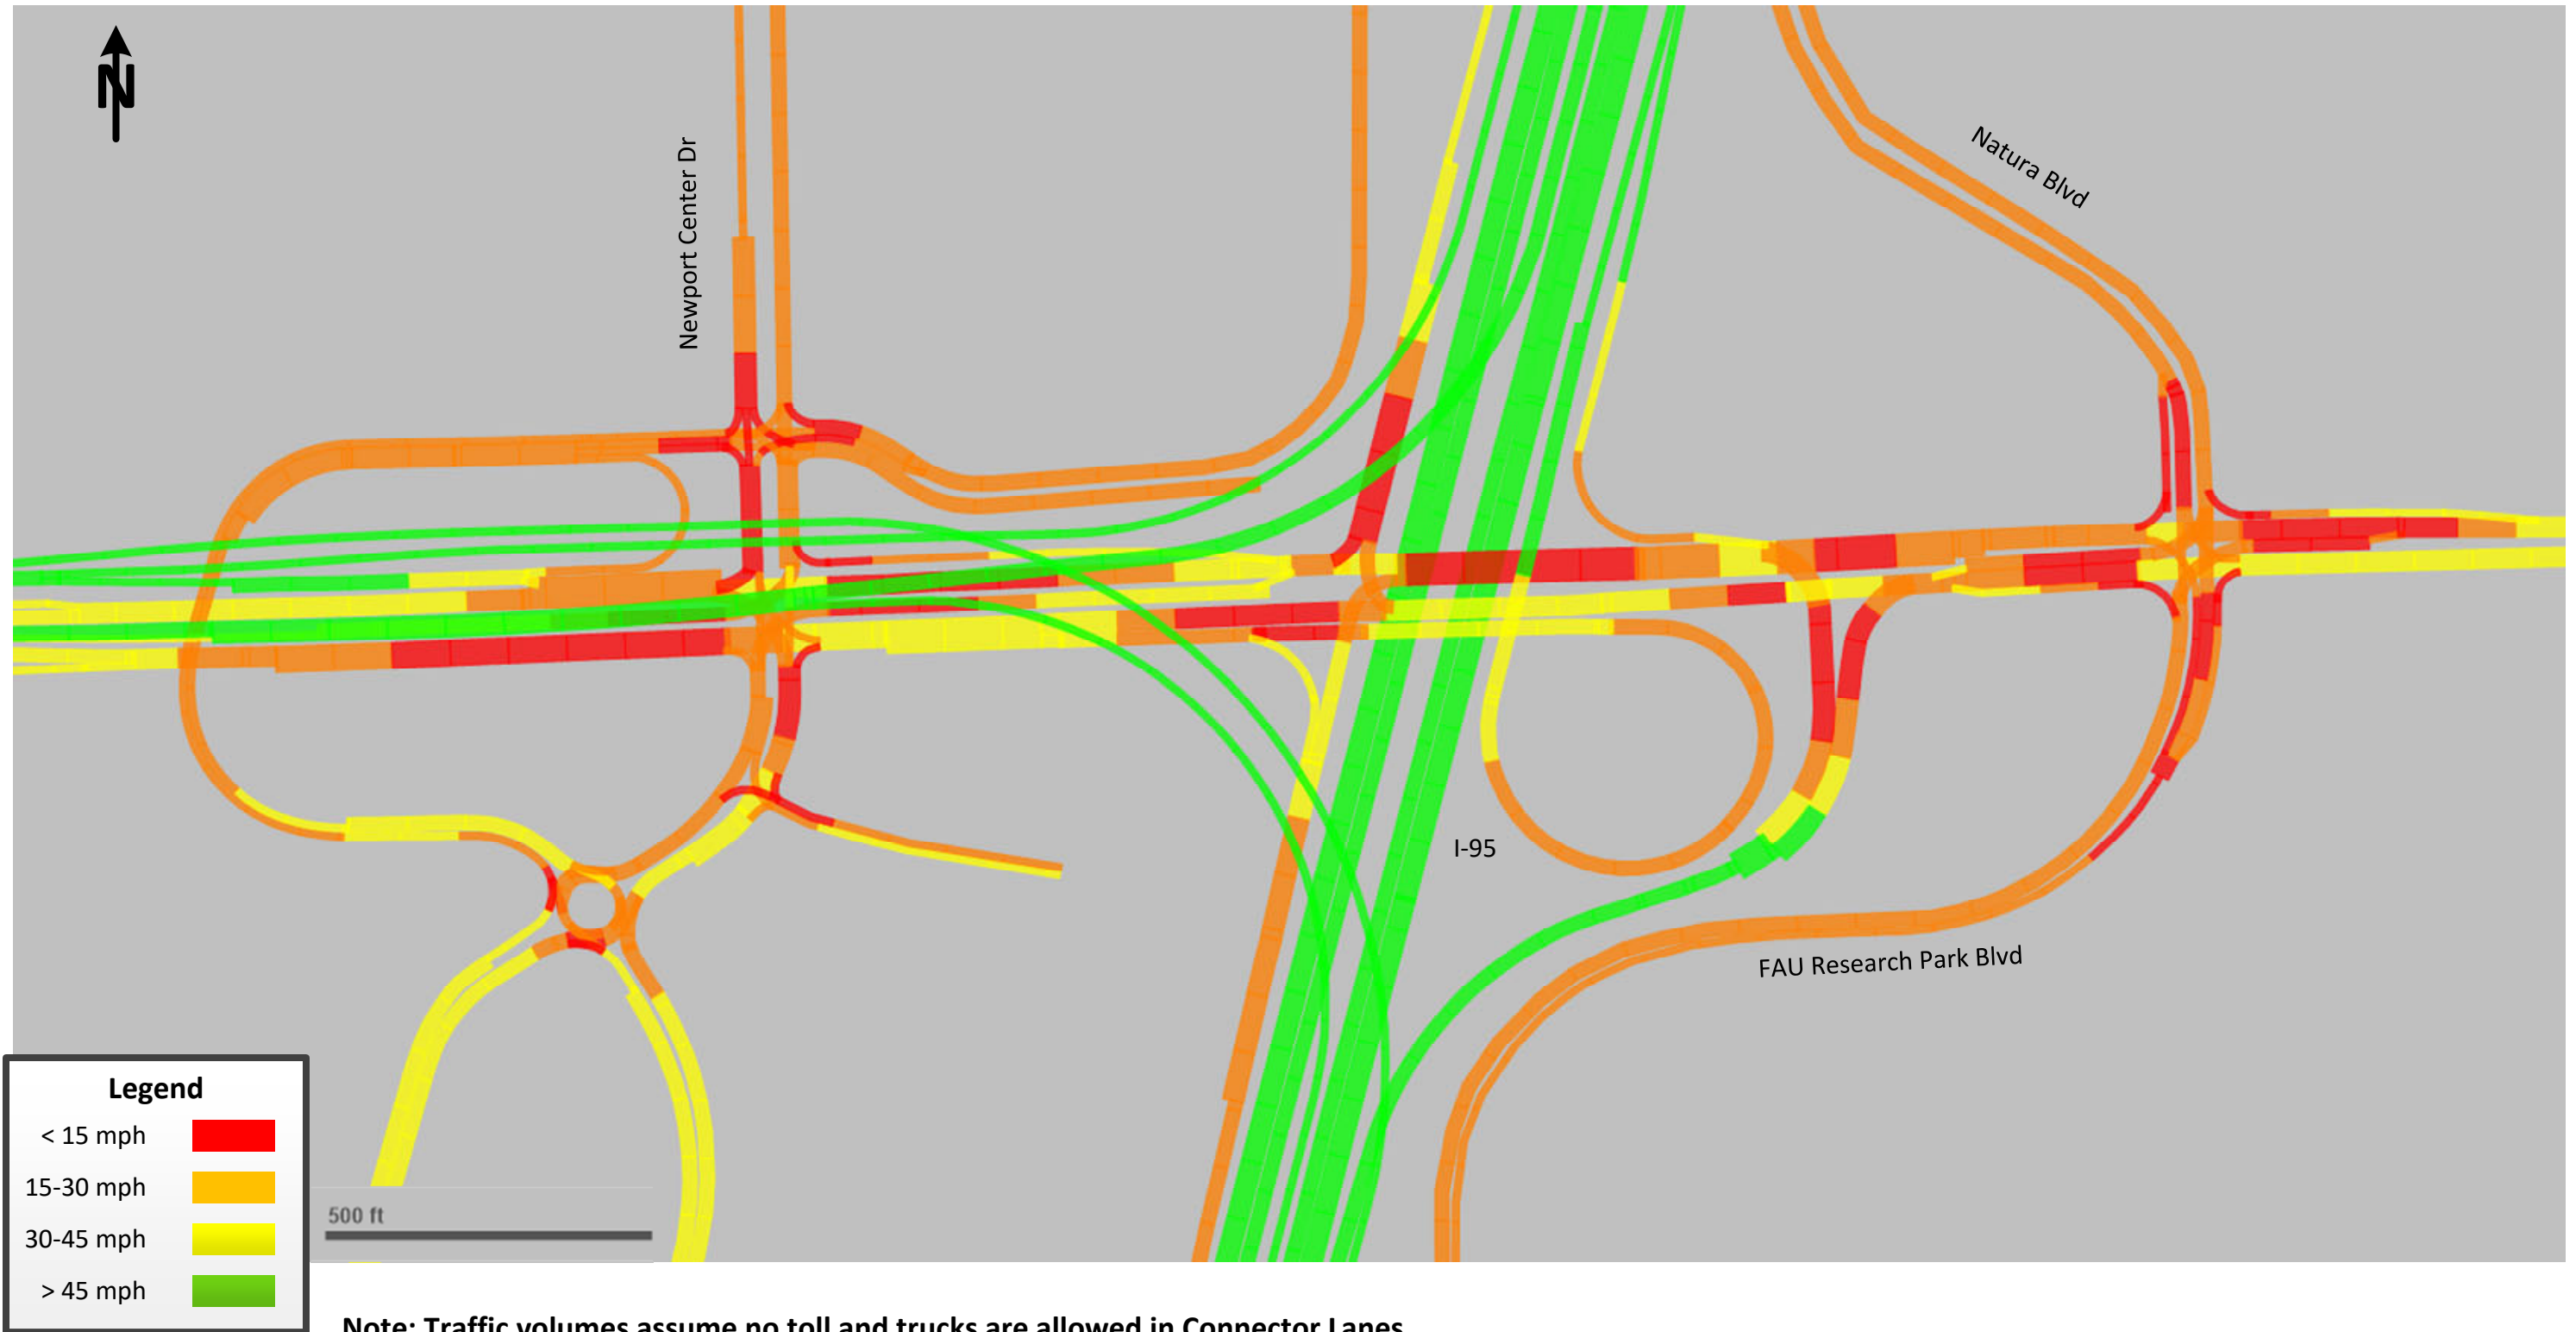 N
Newport Center Dr
Natura Blvd
I-95
FAU Research Park Blvd
Legend
< 15 mph
15-30 mph
30-45 mph
> 45 mph
500 ft
Note: Traffic volumes assume no toll and trucks are allowed in Connector Lanes